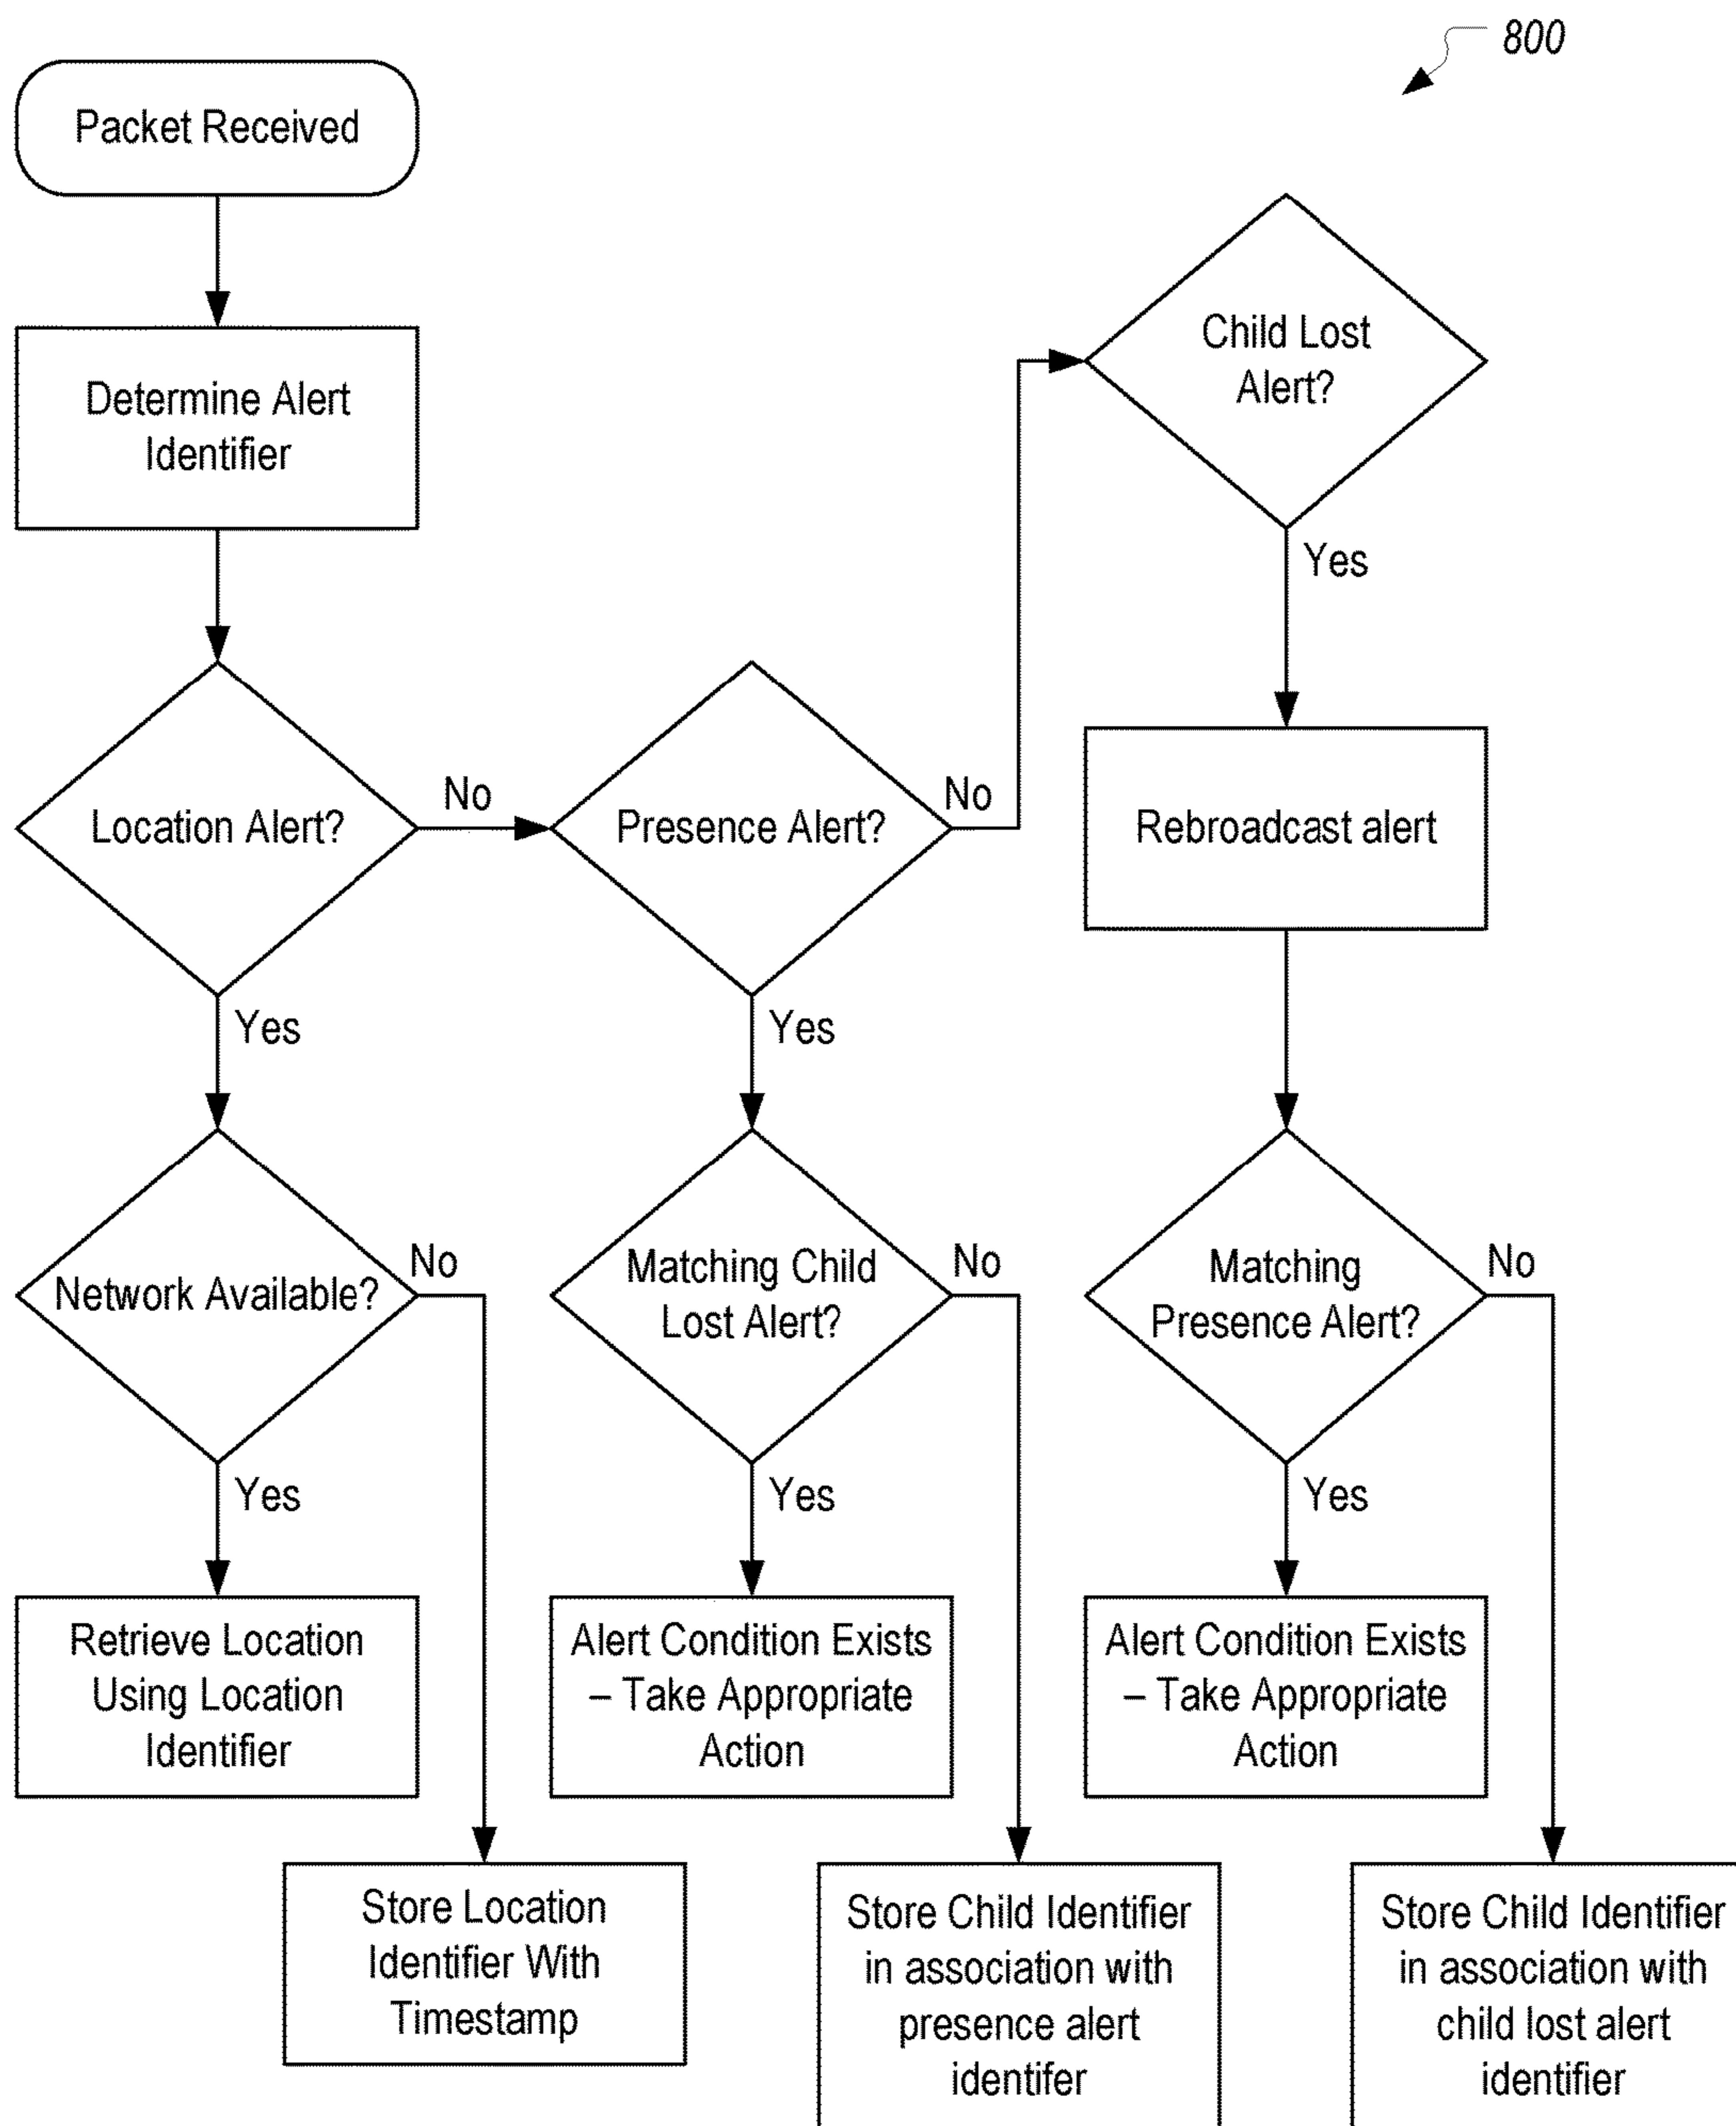 800
Packet Received
Determine Alert
Identifier
Child Lost
Alert?
Yes
Location Alert?
No
Presence Alert?
No
Rebroadcast alert
Yes
Yes
Network Available?
No
Matching Child
Lost Alert?
No
Matching
Presence Alert?
No
Yes
Yes
Yes
Retrieve Location
Using Location
Identifier
Alert Condition Exists
– Take Appropriate
Action
Alert Condition Exists
– Take Appropriate
Action
Store Location
Identifier With
Timestamp
Store Child Identifier
in association with
presence alert
identifer
Store Child Identifier
in association with
child lost alert
identifier